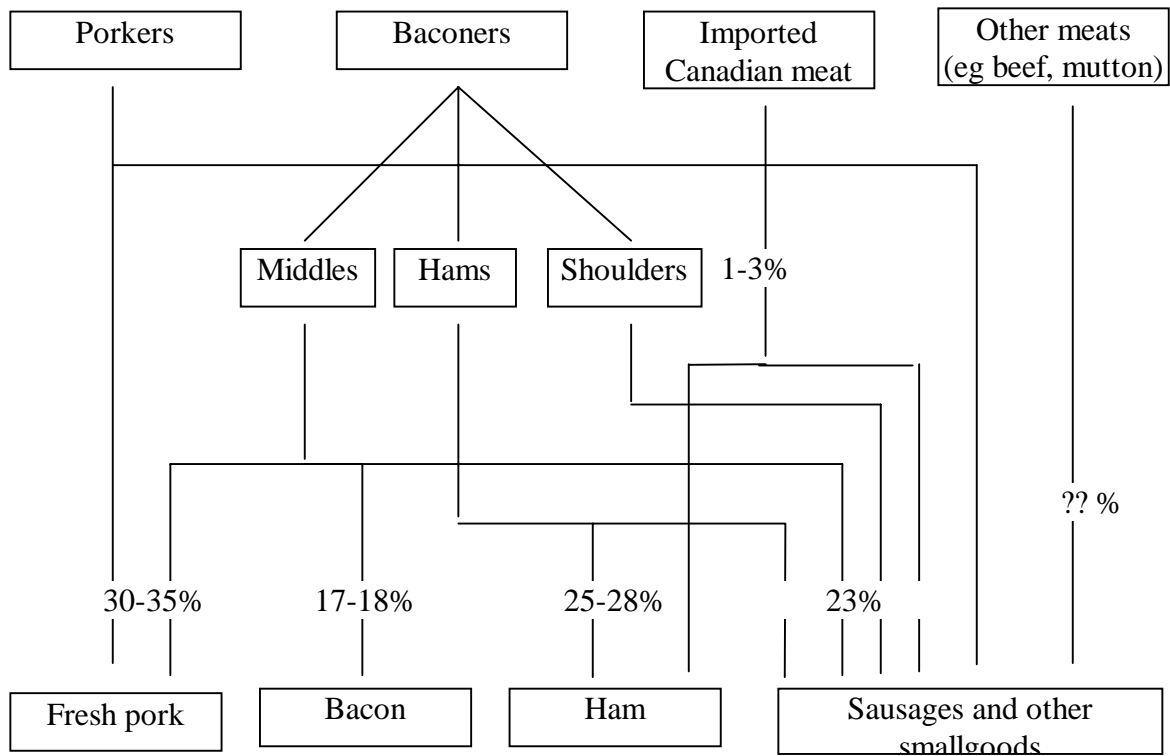 Porkers
Baconers
Imported
Canadian meat
Other meats
(eg beef, mutton)
Middles
Hams
Shoulders
1-3%
?? %
30-35%
17-18%
25-28%
23%
Fresh pork
Bacon
Ham
Sausages and other
smallgoods